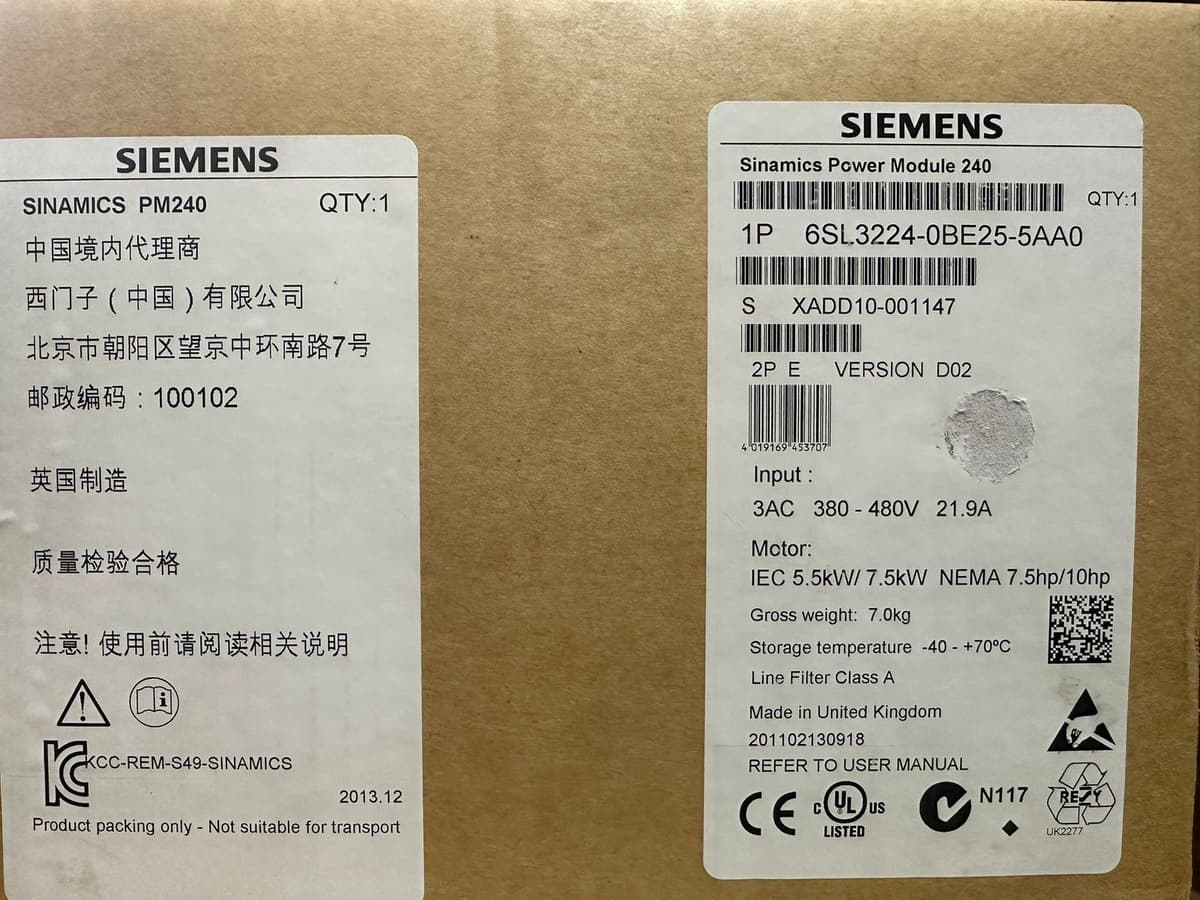 SIEMENS
SINAMICS PM240 QTY:1
中国境内代理商
西门子(中国)有限公司
北京市朝阳区望京中环南路7号
邮政编码:100102
英国制造
质量检验合格
注意! 使用前请阅读相关说明
KCC-REM-S49-SINAMICS
2013.12
Product packing only - Not suitable for transport
SIEMENS
Sinamics Power Module 240
QTY:1
1P 6SL3224-0BE25-5AA0
S XADD10-001147
2P E VERSION D02
4 019169 453707
Input :
3AC 380 - 480V 21.9A
Motor:
IEC 5.5kW/ 7.5kW NEMA 7.5hp/10hp
Gross weight: 7.0kg
Storage temperature -40 - +70ºC
Line Filter Class A
Made in United Kingdom
201102130918
REFER TO USER MANUAL
CE C UL US LISTED N117 RESY
UK2277